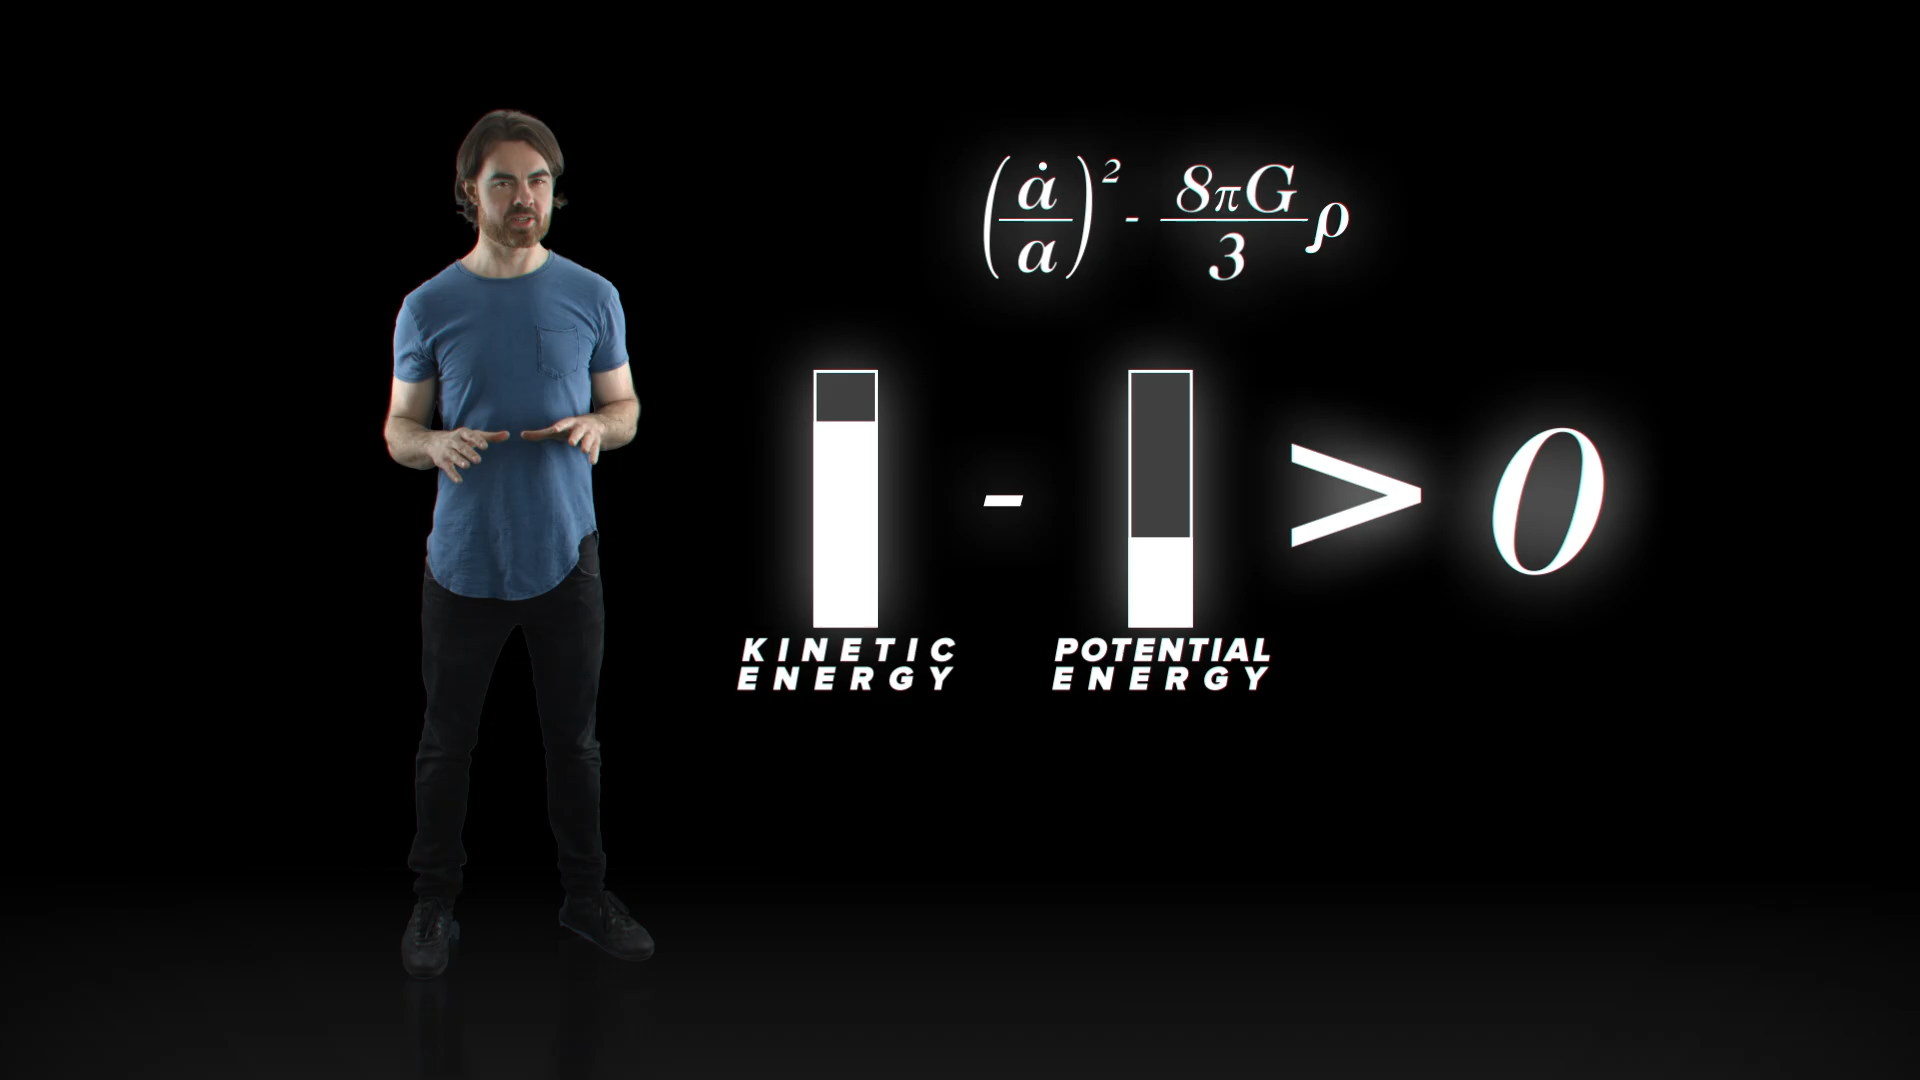 (ȧ/a)² - 8πG/3 ρ
- > 0
KINETIC ENERGY
POTENTIAL ENERGY